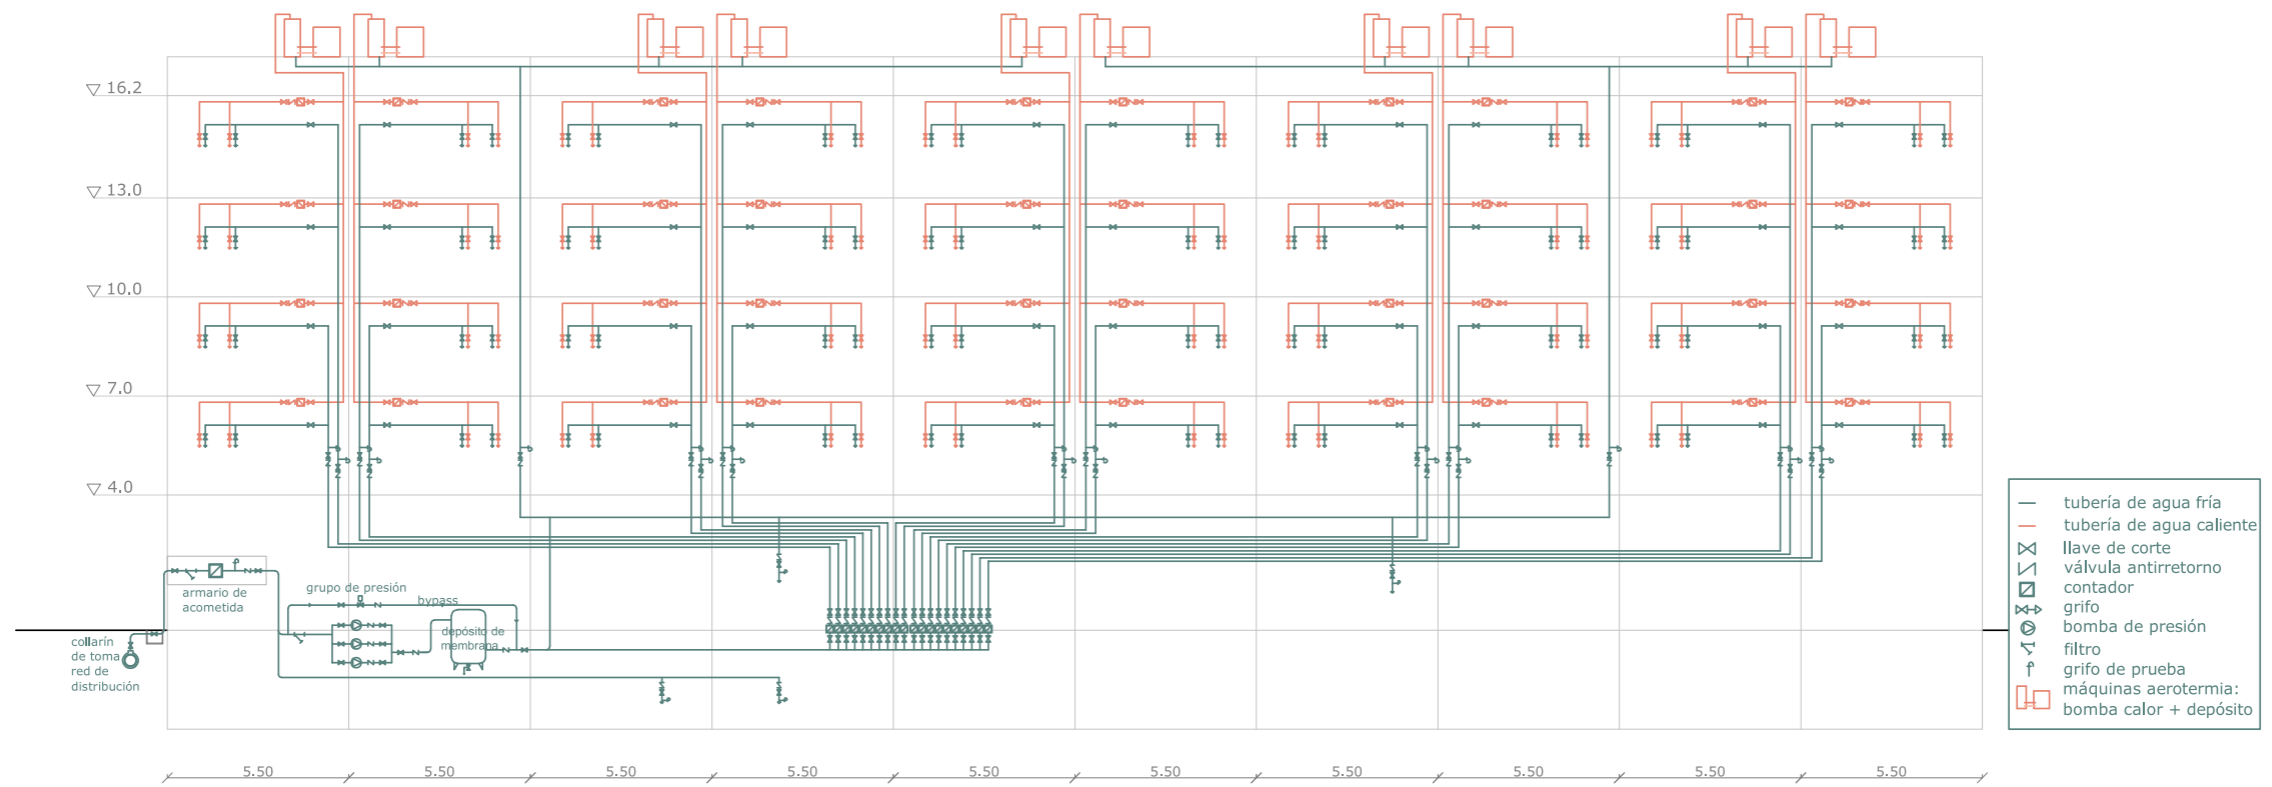 16.2
13.0
10.0
7.0
4.0
armario de
acometida
grupo de presión
bypass
depósito de
membrana
collarín
de toma
red de
distribución
5.50
5.50
5.50
5.50
5.50
5.50
5.50
5.50
5.50
5.50
tubería de agua fría
tubería de agua caliente
llave de corte
válvula antirretorno
contador
grifo
bomba de presión
filtro
grifo de prueba
máquinas aerotermia:
bomba calor + depósito